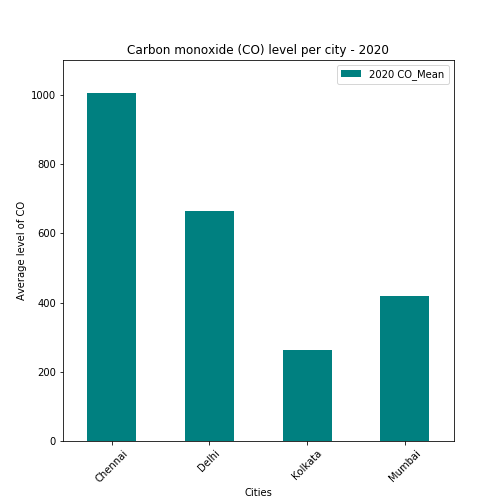 Carbon monoxide (CO) level per city - 2020
2020 CO_Mean
1000
800
600
400
200
0
Average level of CO
Chennai
Delhi
Kolkata
Mumbai
Cities